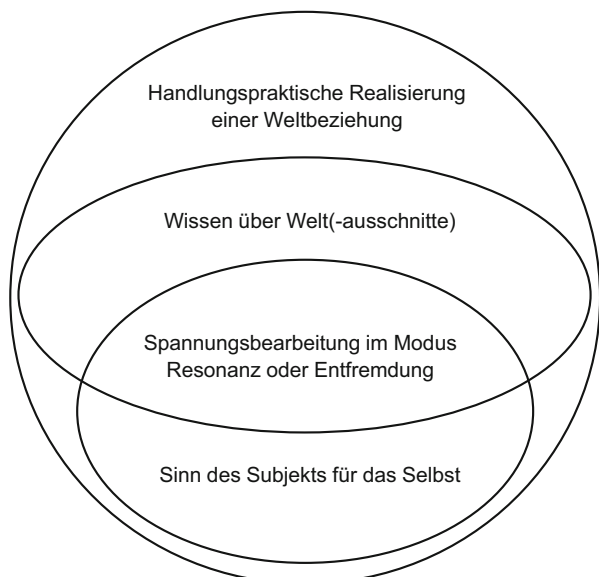 Handlungspraktische Realisierung
einer Weltbeziehung
Wissen über Welt(-ausschnitte)
Spannungsbearbeitung im Modus
Resonanz oder Entfremdung
Sinn des Subjekts für das Selbst